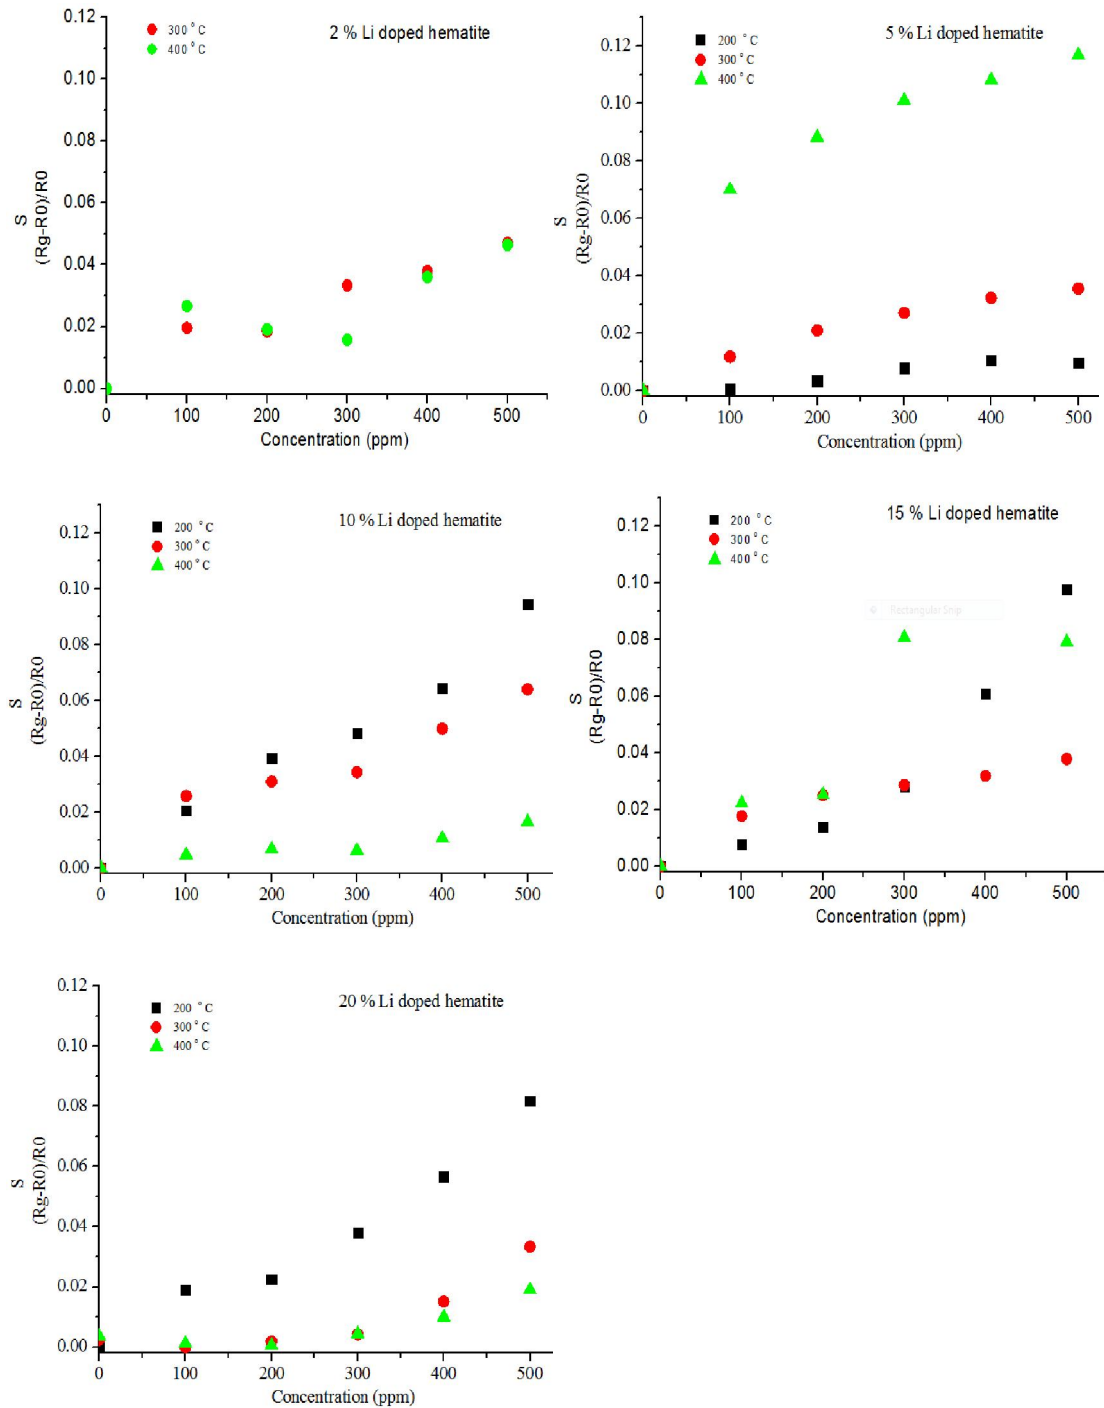 2 % Li doped hematite
300 °C
400 °C
0.12
0.10
0.08
0.06
0.04
0.02
0.00
S
(Rg-R0)/R0
0 100 200 300 400 500
Concentration (ppm)
5 % Li doped hematite
200 °C
300 °C
400 °C
0.12
0.10
0.08
0.06
0.04
0.02
0.00
S
(Rg-R0)/R0
0 100 200 300 400 500
Concentration (ppm)
10 % Li doped hematite
200 °C
300 °C
400 °C
0.12
0.10
0.08
0.06
0.04
0.02
0.00
S
(Rg-R0)/R0
0 100 200 300 400 500
Concentration (ppm)
15 % Li doped hematite
200 °C
300 °C
400 °C
Rectangular Snip
0.12
0.10
0.08
0.06
0.04
0.02
0.00
S
(Rg-R0)/R0
0 100 200 300 400 500
Concentration (ppm)
20 % Li doped hematite
200 °C
300 °C
400 °C
0.12
0.10
0.08
0.06
0.04
0.02
0.00
S
(Rg-R0)/R0
0 100 200 300 400 500
Concentration (ppm)